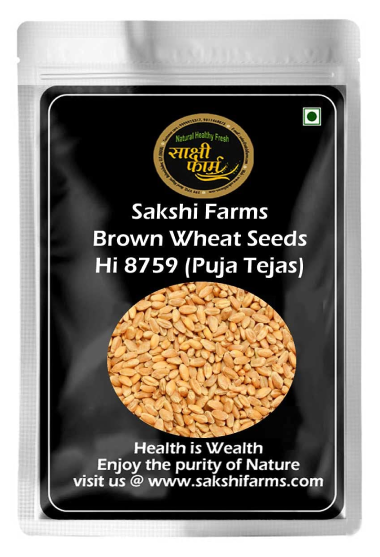 Natural Healthy Fresh
साक्षी
फार्म
Sakshi Farms
Brown Wheat Seeds
Hi 8759 (Puja Tejas)
Health is Wealth
Enjoy the purity of Nature
visit us @ www.sakshifarms.com